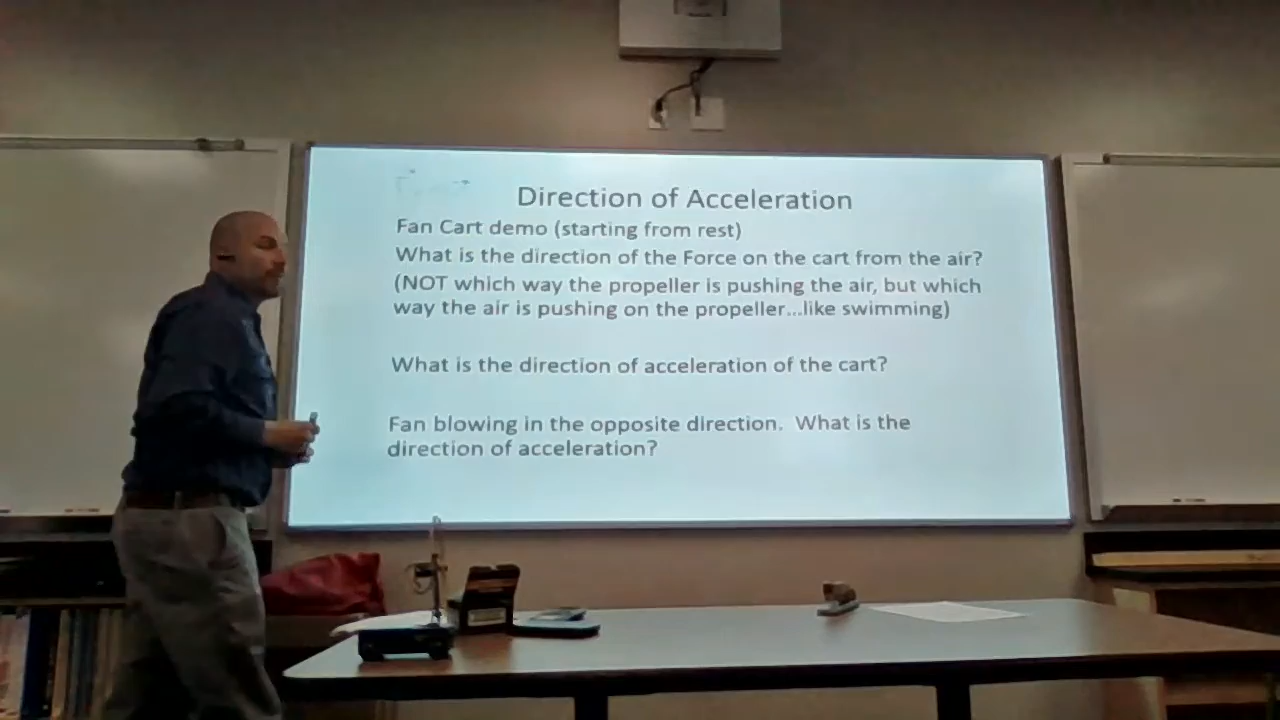 Direction of Acceleration
Fan Cart demo (starting from rest)
What is the direction of the Force on the cart from the air?
(NOT which way the propeller is pushing the air, but which
way the air is pushing on the propeller...like swimming)
What is the direction of acceleration of the cart?
Fan blowing in the opposite direction.  What is the
direction of acceleration?